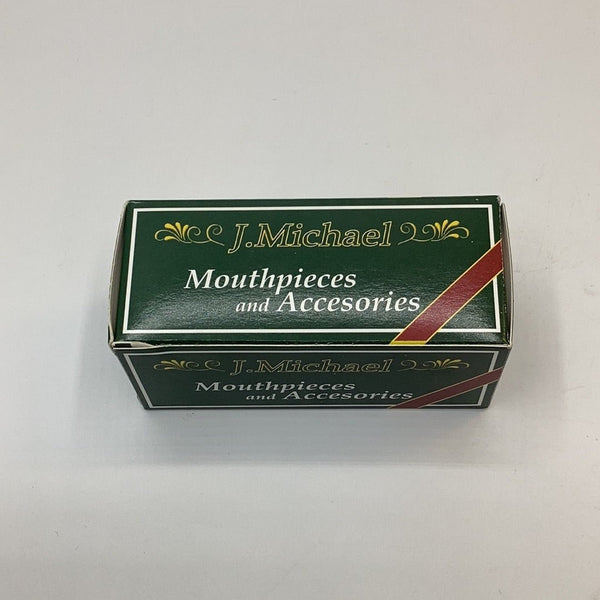 J.Michael
Mouthpieces
and Accesories
J.Michael
Mouthpieces
and Accesories